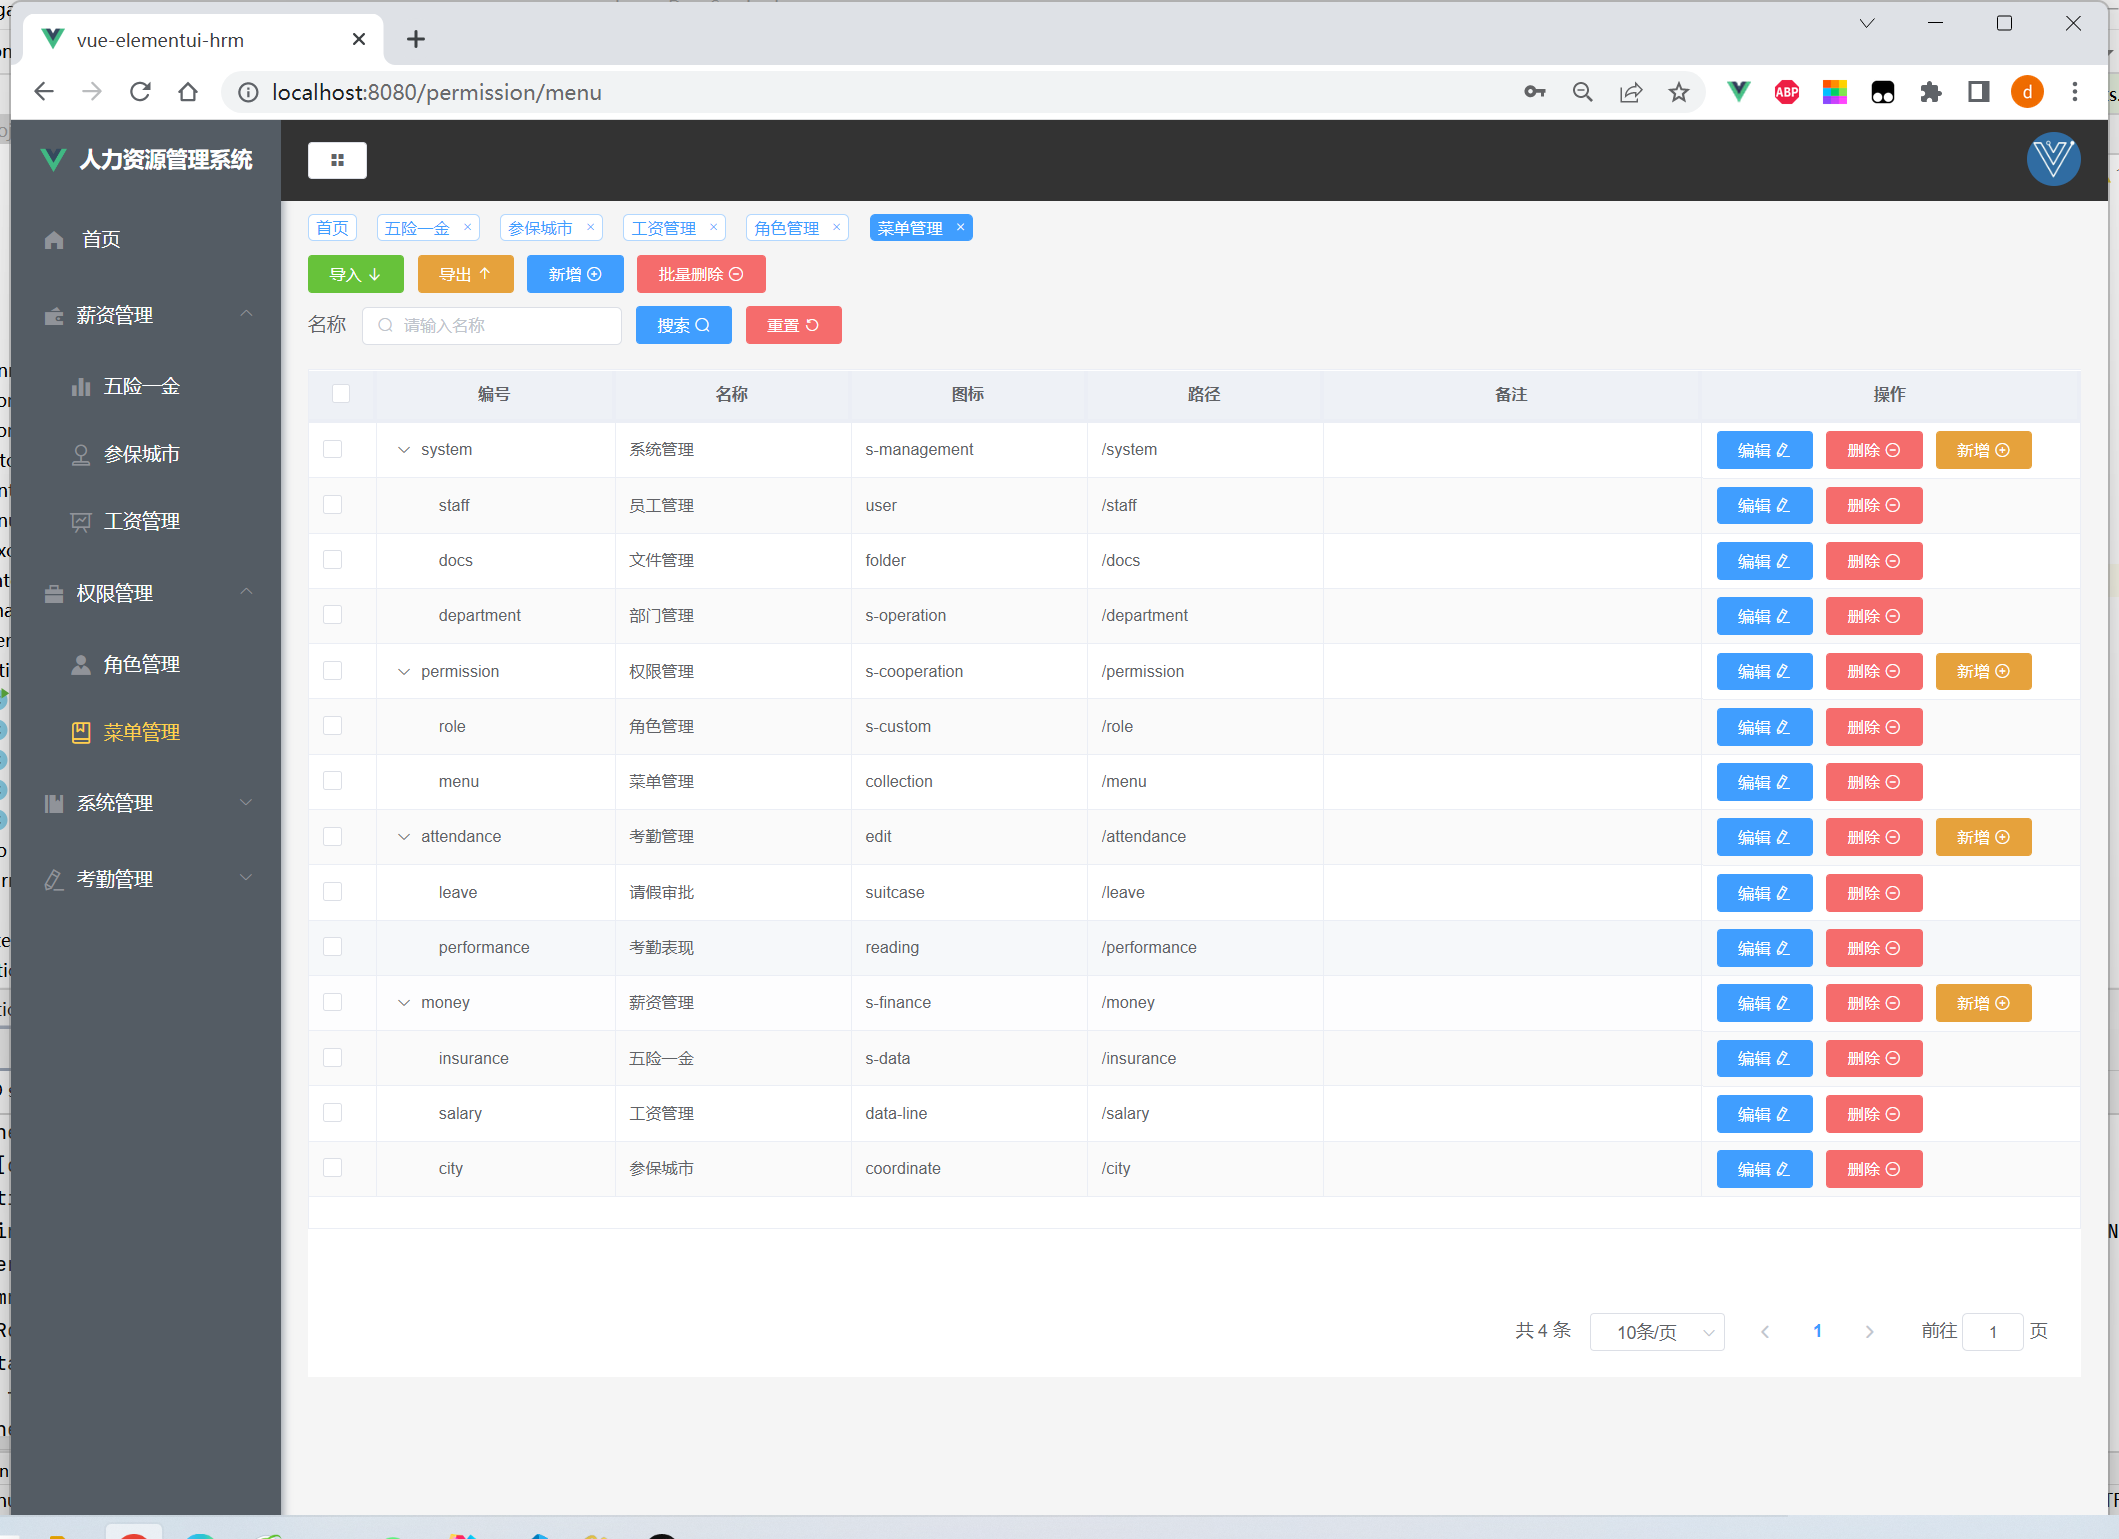 vue-elementui-hrm
localhost:8080/permission/menu
ABP
d
人力资源管理系统
首页
薪资管理
五险一金
参保城市
工资管理
权限管理
角色管理
菜单管理
系统管理
考勤管理
首页 五险一金 参保城市 工资管理 角色管理 菜单管理
导入 导出 新增 批量删除
名称 请输入名称 搜索 重置
编号 名称 图标 路径 备注 操作
system 系统管理 s-management /system 编辑 删除 新增
staff 员工管理 user /staff 编辑 删除
docs 文件管理 folder /docs 编辑 删除
department 部门管理 s-operation /department 编辑 删除
permission 权限管理 s-cooperation /permission 编辑 删除 新增
role 角色管理 s-custom /role 编辑 删除
menu 菜单管理 collection /menu 编辑 删除
attendance 考勤管理 edit /attendance 编辑 删除 新增
leave 请假审批 suitcase /leave 编辑 删除
performance 考勤表现 reading /performance 编辑 删除
money 薪资管理 s-finance /money 编辑 删除 新增
insurance 五险一金 s-data /insurance 编辑 删除
salary 工资管理 data-line /salary 编辑 删除
city 参保城市 coordinate /city 编辑 删除
共 4 条 10条/页 1 前往 1 页